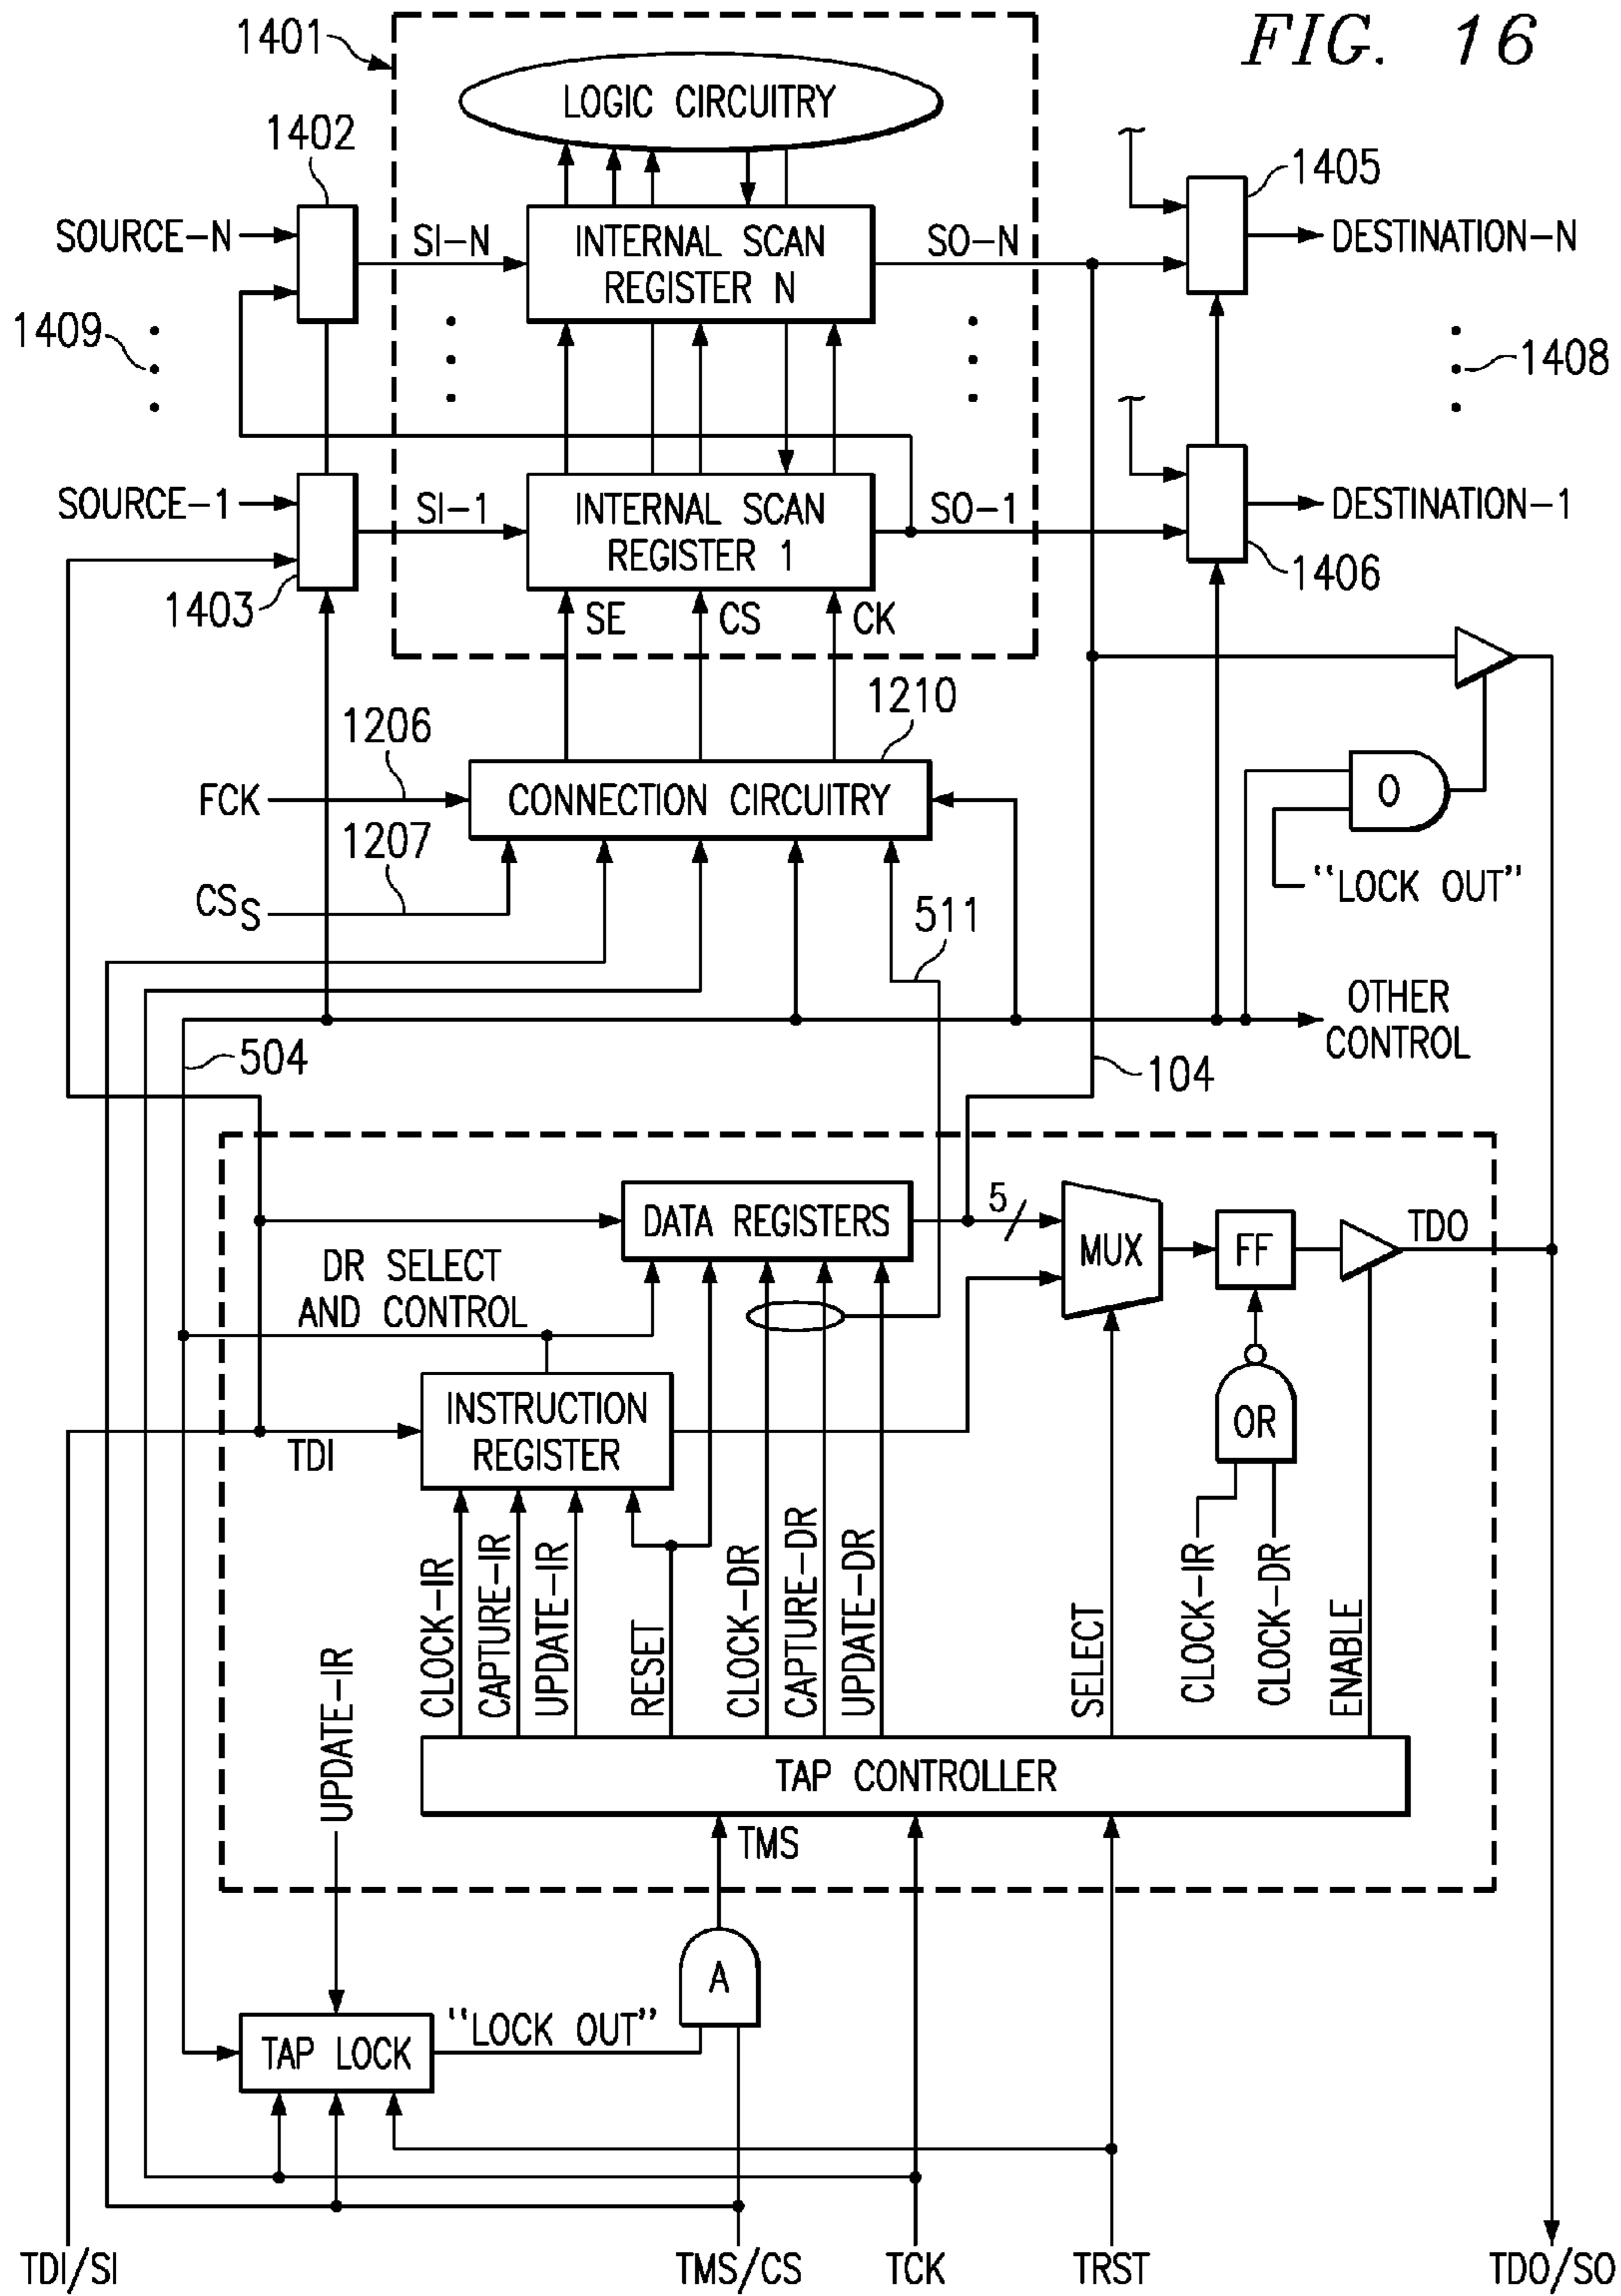 FIG. 16
1401
LOGIC CIRCUITRY
1402
1405
SOURCE-N
SI-N
INTERNAL SCAN
REGISTER N
SO-N
DESTINATION-N
1409
1408
SOURCE-1
SI-1
INTERNAL SCAN
REGISTER 1
SO-1
DESTINATION-1
1403
1406
SE
CS
CK
1210
1206
FCK
CONNECTION CIRCUITRY
O
1207
CSS
"LOCK OUT"
511
OTHER
CONTROL
504
104
DATA REGISTERS
5
MUX
FF
TDO
DR SELECT
AND CONTROL
INSTRUCTION
REGISTER
TDI
OR
CLOCK-IR
CAPTURE-IR
UPDATE-IR
RESET
CLOCK-DR
CAPTURE-DR
UPDATE-DR
SELECT
CLOCK-IR
CLOCK-DR
ENABLE
UPDATE-IR
TAP CONTROLLER
TMS
A
TAP LOCK
"LOCK OUT"
TDI/SI
TMS/CS
TCK
TRST
TDO/SO